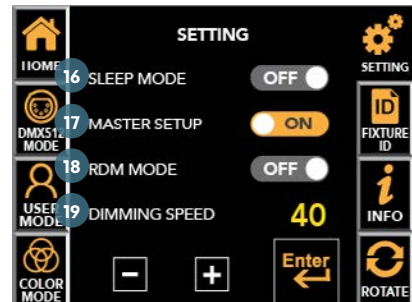 SETTING
HOME
SETTING
16 SLEEP MODE OFF
17 MASTER SETUP ON
DMX512
MODE
ID
FIXTURE
ID
18 RDM MODE OFF
USER
MODE
19 DIMMING SPEED 40
i
INFO
COLOR
MODE
- +
Enter
ROTATE